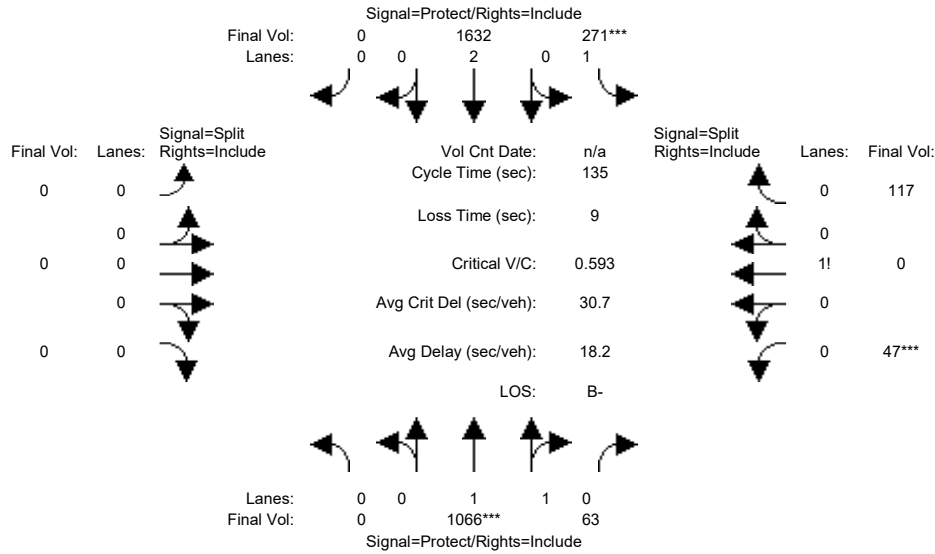 Signal=Protect/Rights=Include
Final Vol: 0 1632 271***
Lanes: 0 0 2 0 1
Signal=Split
Final Vol: Lanes: Rights=Include
Vol Cnt Date: n/a
Signal=Split
Rights=Include Lanes: Final Vol:
Cycle Time (sec): 135
0 0
0 117
Loss Time (sec): 9
0
0
0 0
Critical V/C: 0.593
1! 0
0
Avg Crit Del (sec/veh): 30.7
0
0 0
Avg Delay (sec/veh): 18.2
0 47***
LOS: B-
Lanes: 0 0 1 1 0
Final Vol: 0 1066*** 63
Signal=Protect/Rights=Include